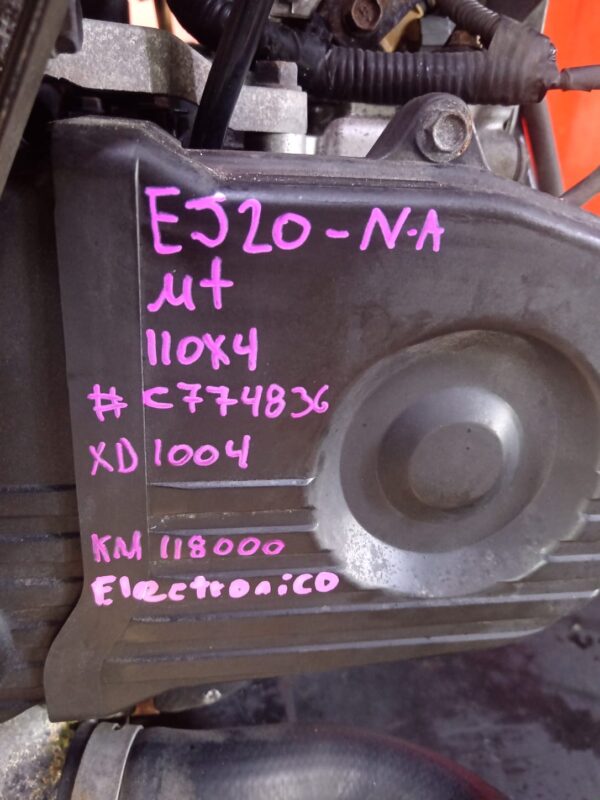 EJ20-N.A
Mt
110X4
# C774836
XD 1004
KM 118000
Electronico